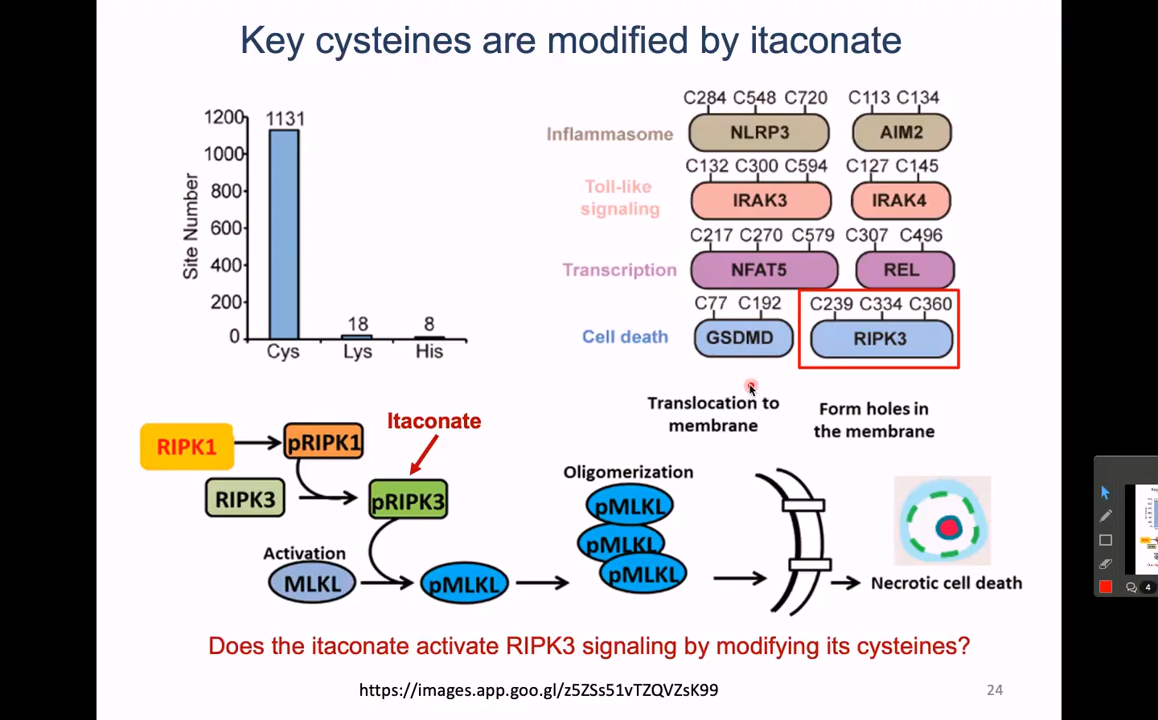 Key cysteines are modified by itaconate
Site Number
1200
1000
800
600
400
200
0
1131
18
8
Cys Lys His
C284 C548 C720 C113 C134
Inflammasome NLRP3 AIM2
C132 C300 C594 C127 C145
Toll-like
signaling
IRAK3 IRAK4
C217 C270 C579 C307 C496
Transcription NFAT5 REL
C77 C192 C239 C334 C360
Cell death GSDMD RIPK3
Translocation to
membrane
Form holes in
the membrane
Itaconate
RIPK1 pRIPK1
RIPK3 pRIPK3
Activation
MLKL pMLKL
Oligomerization
pMLKL
pMLKL
pMLKL
Necrotic cell death
Does the itaconate activate RIPK3 signaling by modifying its cysteines?
https://images.app.goo.gl/z5ZSs51vTZQVZsK99
24
4